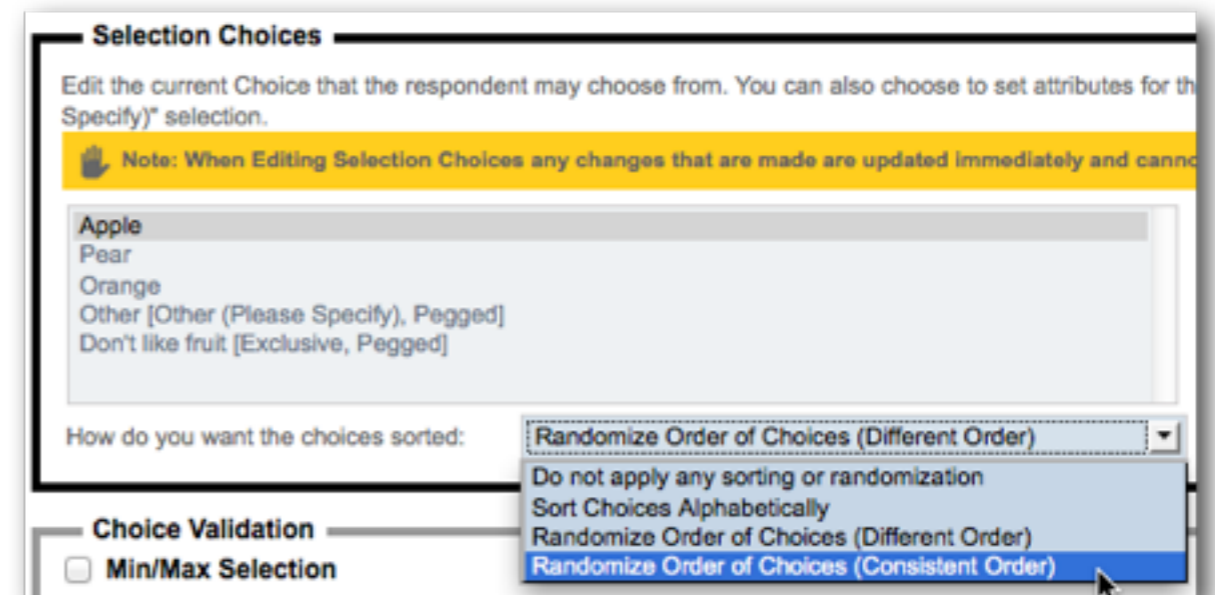 Selection Choices
Edit the current Choice that the respondent may choose from. You can also choose to set attributes for th
Specify)" selection.
Note: When Editing Selection Choices any changes that are made are updated immediately and canno
Apple
Pear
Orange
Other [Other (Please Specify), Pegged]
Don't like fruit [Exclusive, Pegged]
How do you want the choices sorted: Randomize Order of Choices (Different Order)
Do not apply any sorting or randomization
Sort Choices Alphabetically
Randomize Order of Choices (Different Order)
Randomize Order of Choices (Consistent Order)
Choice Validation
Min/Max Selection